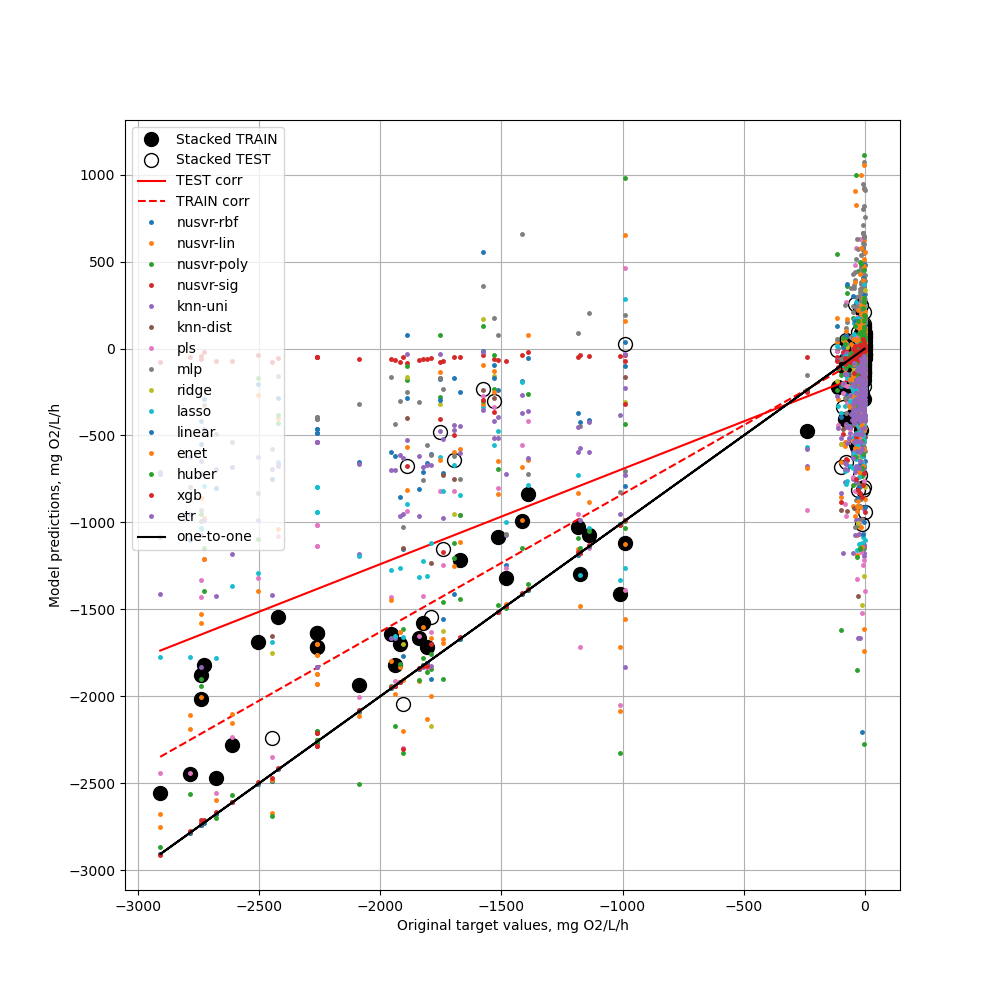 Stacked TRAIN
Stacked TEST
TEST corr
TRAIN corr
nusvr-rbf
nusvr-lin
nusvr-poly
nusvr-sig
knn-uni
knn-dist
pls
mlp
ridge
lasso
linear
enet
huber
xgb
etr
one-to-one
1000
500
0
−500
−1000
−1500
−2000
−2500
−3000
Model predictions, mg O2/L/h
−3000 −2500 −2000 −1500 −1000 −500 0
Original target values, mg O2/L/h